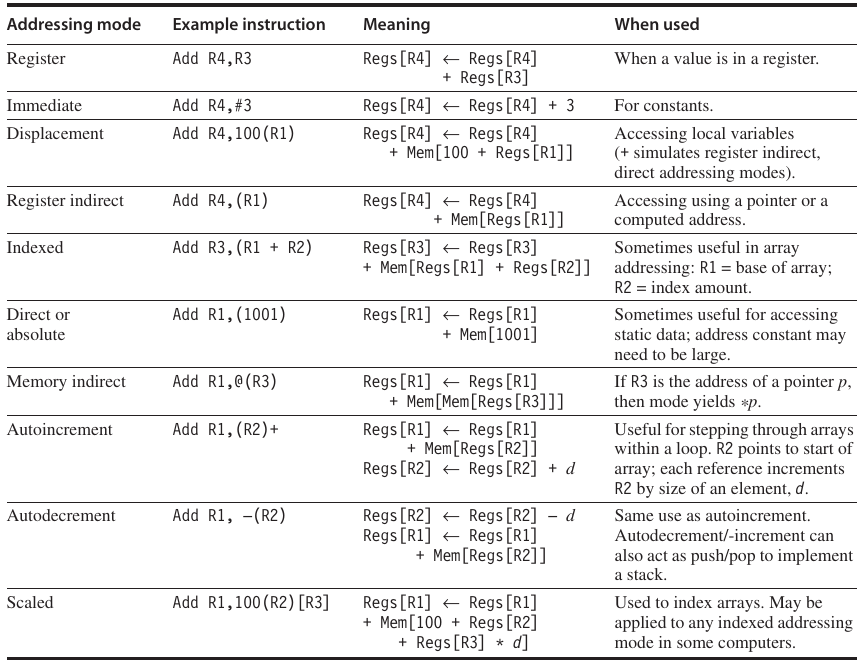 Addressing mode Example instruction Meaning When used
Register Add R4,R3 Regs[R4] ← Regs[R4] When a value is in a register.
+ Regs[R3]
Immediate Add R4,#3 Regs[R4] ← Regs[R4] + 3 For constants.
Displacement Add R4,100(R1) Regs[R4] ← Regs[R4] Accessing local variables
+ Mem[100 + Regs[R1]] (+ simulates register indirect,
direct addressing modes).
Register indirect Add R4,(R1) Regs[R4] ← Regs[R4] Accessing using a pointer or a
+ Mem[Regs[R1]] computed address.
Indexed Add R3,(R1 + R2) Regs[R3] ← Regs[R3] Sometimes useful in array
+ Mem[Regs[R1] + Regs[R2]] addressing: R1 = base of array;
R2 = index amount.
Direct or Add R1,(1001) Regs[R1] ← Regs[R1] Sometimes useful for accessing
absolute + Mem[1001] static data; address constant may
need to be large.
Memory indirect Add R1,@(R3) Regs[R1] ← Regs[R1] If R3 is the address of a pointer p,
+ Mem[Mem[Regs[R3]]] then mode yields *p.
Autoincrement Add R1,(R2)+ Regs[R1] ← Regs[R1] Useful for stepping through arrays
+ Mem[Regs[R2]] within a loop. R2 points to start of
Regs[R2] ← Regs[R2] + d array; each reference increments
R2 by size of an element, d.
Autodecrement Add R1, –(R2) Regs[R2] ← Regs[R2] – d Same use as autoincrement.
Regs[R1] ← Regs[R1] Autodecrement/-increment can
+ Mem[Regs[R2]] also act as push/pop to implement
a stack.
Scaled Add R1,100(R2)[R3] Regs[R1] ← Regs[R1] Used to index arrays. May be
+ Mem[100 + Regs[R2] applied to any indexed addressing
+ Regs[R3] * d] mode in some computers.